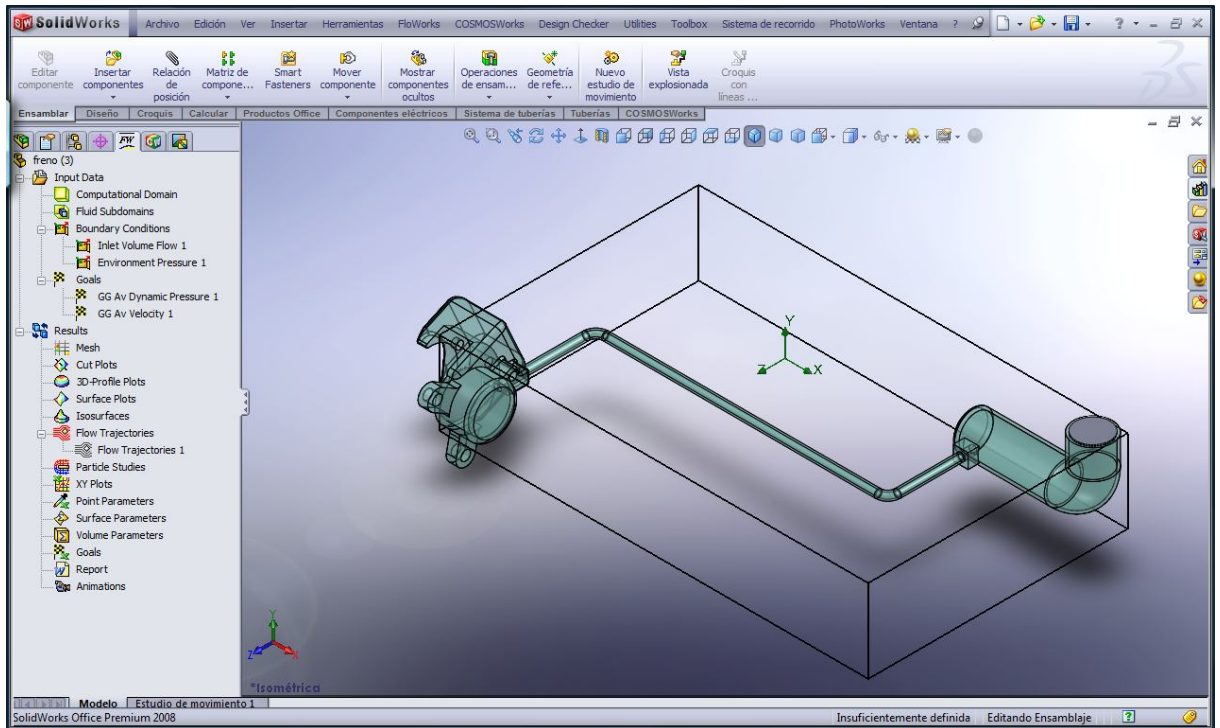 SolidWorks Archivo Edición Ver Insertar Herramientas FloWorks COSMOSWorks Design Checker Utilities Toolbox Sistema de recorrido PhotoWorks Ventana ? ?
Editar componente
Insertar componentes
Relación de posición
Matriz de compone...
Smart Fasteners
Mover componente
Mostrar componentes ocultos
Operaciones de ensam...
Geometría de refe...
Nuevo estudio de movimiento
Vista explosionada
Croquis con líneas ...
Ensamblar Diseño Croquis Calcular Productos Office Componentes eléctricos Sistema de tuberías Tuberías COSMOSWorks
freno (3)
Input Data
Computational Domain
Fluid Subdomains
Boundary Conditions
Inlet Volume Flow 1
Environment Pressure 1
Goals
GG Av Dynamic Pressure 1
GG Av Velocity 1
Results
Mesh
Cut Plots
3D-Profile Plots
Surface Plots
Isosurfaces
Flow Trajectories
Flow Trajectories 1
Particle Studies
XY Plots
Point Parameters
Surface Parameters
Volume Parameters
Goals
Report
Animations
Y
Z X
Y
Z X
*Isométrica
Modelo Estudio de movimiento 1
SolidWorks Office Premium 2008 Insuficientemente definida Editando Ensamblaje ?